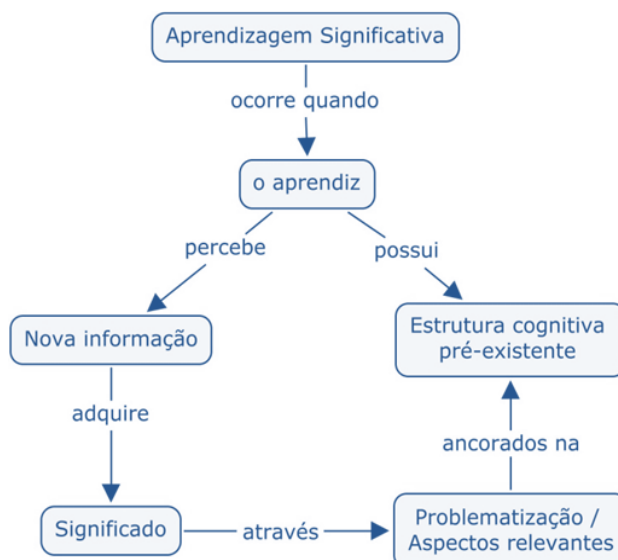 Aprendizagem Significativa
ocorre quando
o aprendiz
percebe
possui
Nova informação
Estrutura cognitiva
pré-existente
adquire
ancorados na
Significado
através
Problematização /
Aspectos relevantes